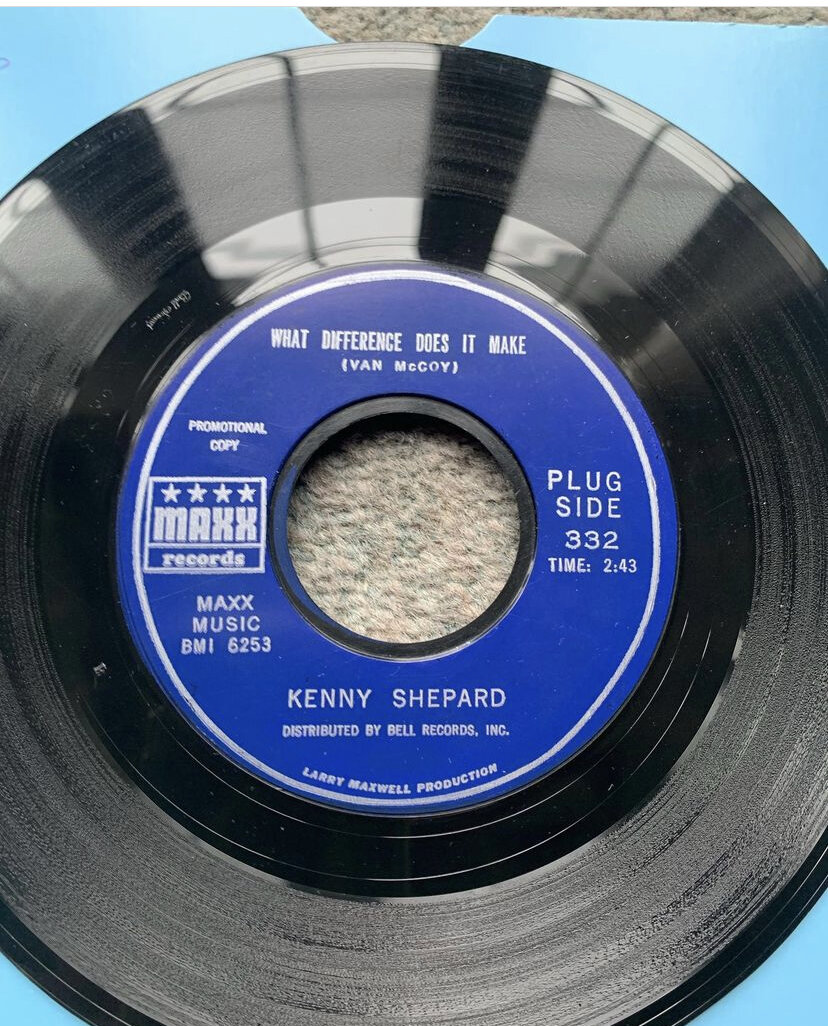 WHAT DIFFERENCE DOES IT MAKE
(VAN McCOY)
PROMOTIONAL
COPY
MAXX
records
MAXX
MUSIC
BMI 6253
PLUG
SIDE
332
TIME: 2:43
KENNY SHEPARD
DISTRIBUTED BY BELL RECORDS, INC.
LARRY MAXWELL PRODUCTION